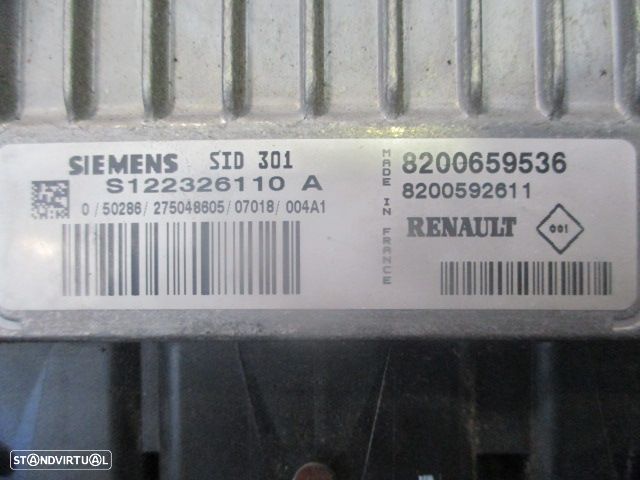 SIEMENS SID 301
S122326110 A
0 / 50286 / 275048605 / 07018 / 004A1
MADE IN FRANCE
8200659536
8200592611
RENAULT 001
STANDVIRTUAL